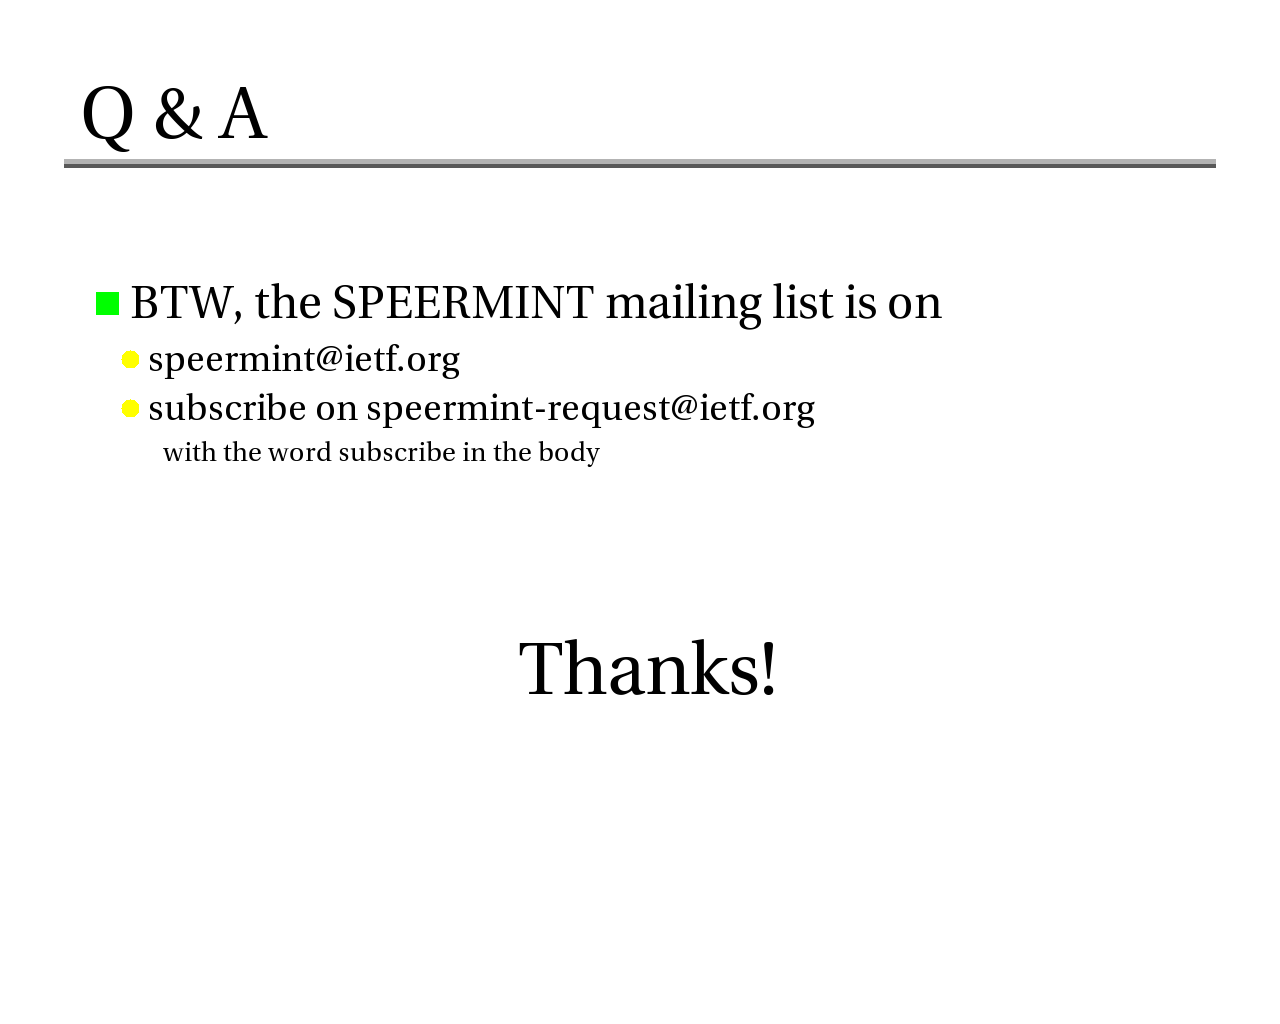 Q & A
BTW, the SPEERMINT mailing list is on
speermint@ietf.org
subscribe on speermint-request@ietf.org
with the word subscribe in the body
Thanks!